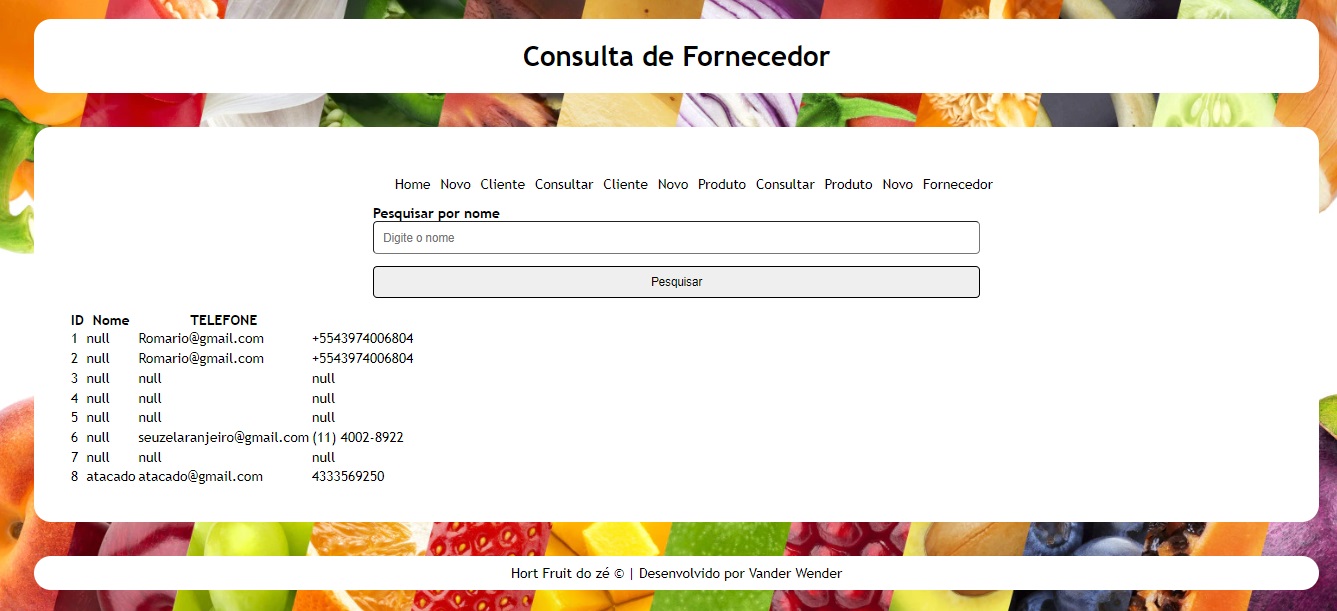 Consulta de Fornecedor
Home Novo Cliente Consultar Cliente Novo Produto Consultar Produto Novo Fornecedor
Pesquisar por nome
Digite o nome
Pesquisar
ID Nome TELEFONE
1 null Romario@gmail.com +5543974006804
2 null Romario@gmail.com +5543974006804
3 null null null
4 null null null
5 null null null
6 null seuzelaranjeiro@gmail.com (11) 4002-8922
7 null null null
8 atacado atacado@gmail.com 4333569250
Hort Fruit do zé © | Desenvolvido por Vander Wender